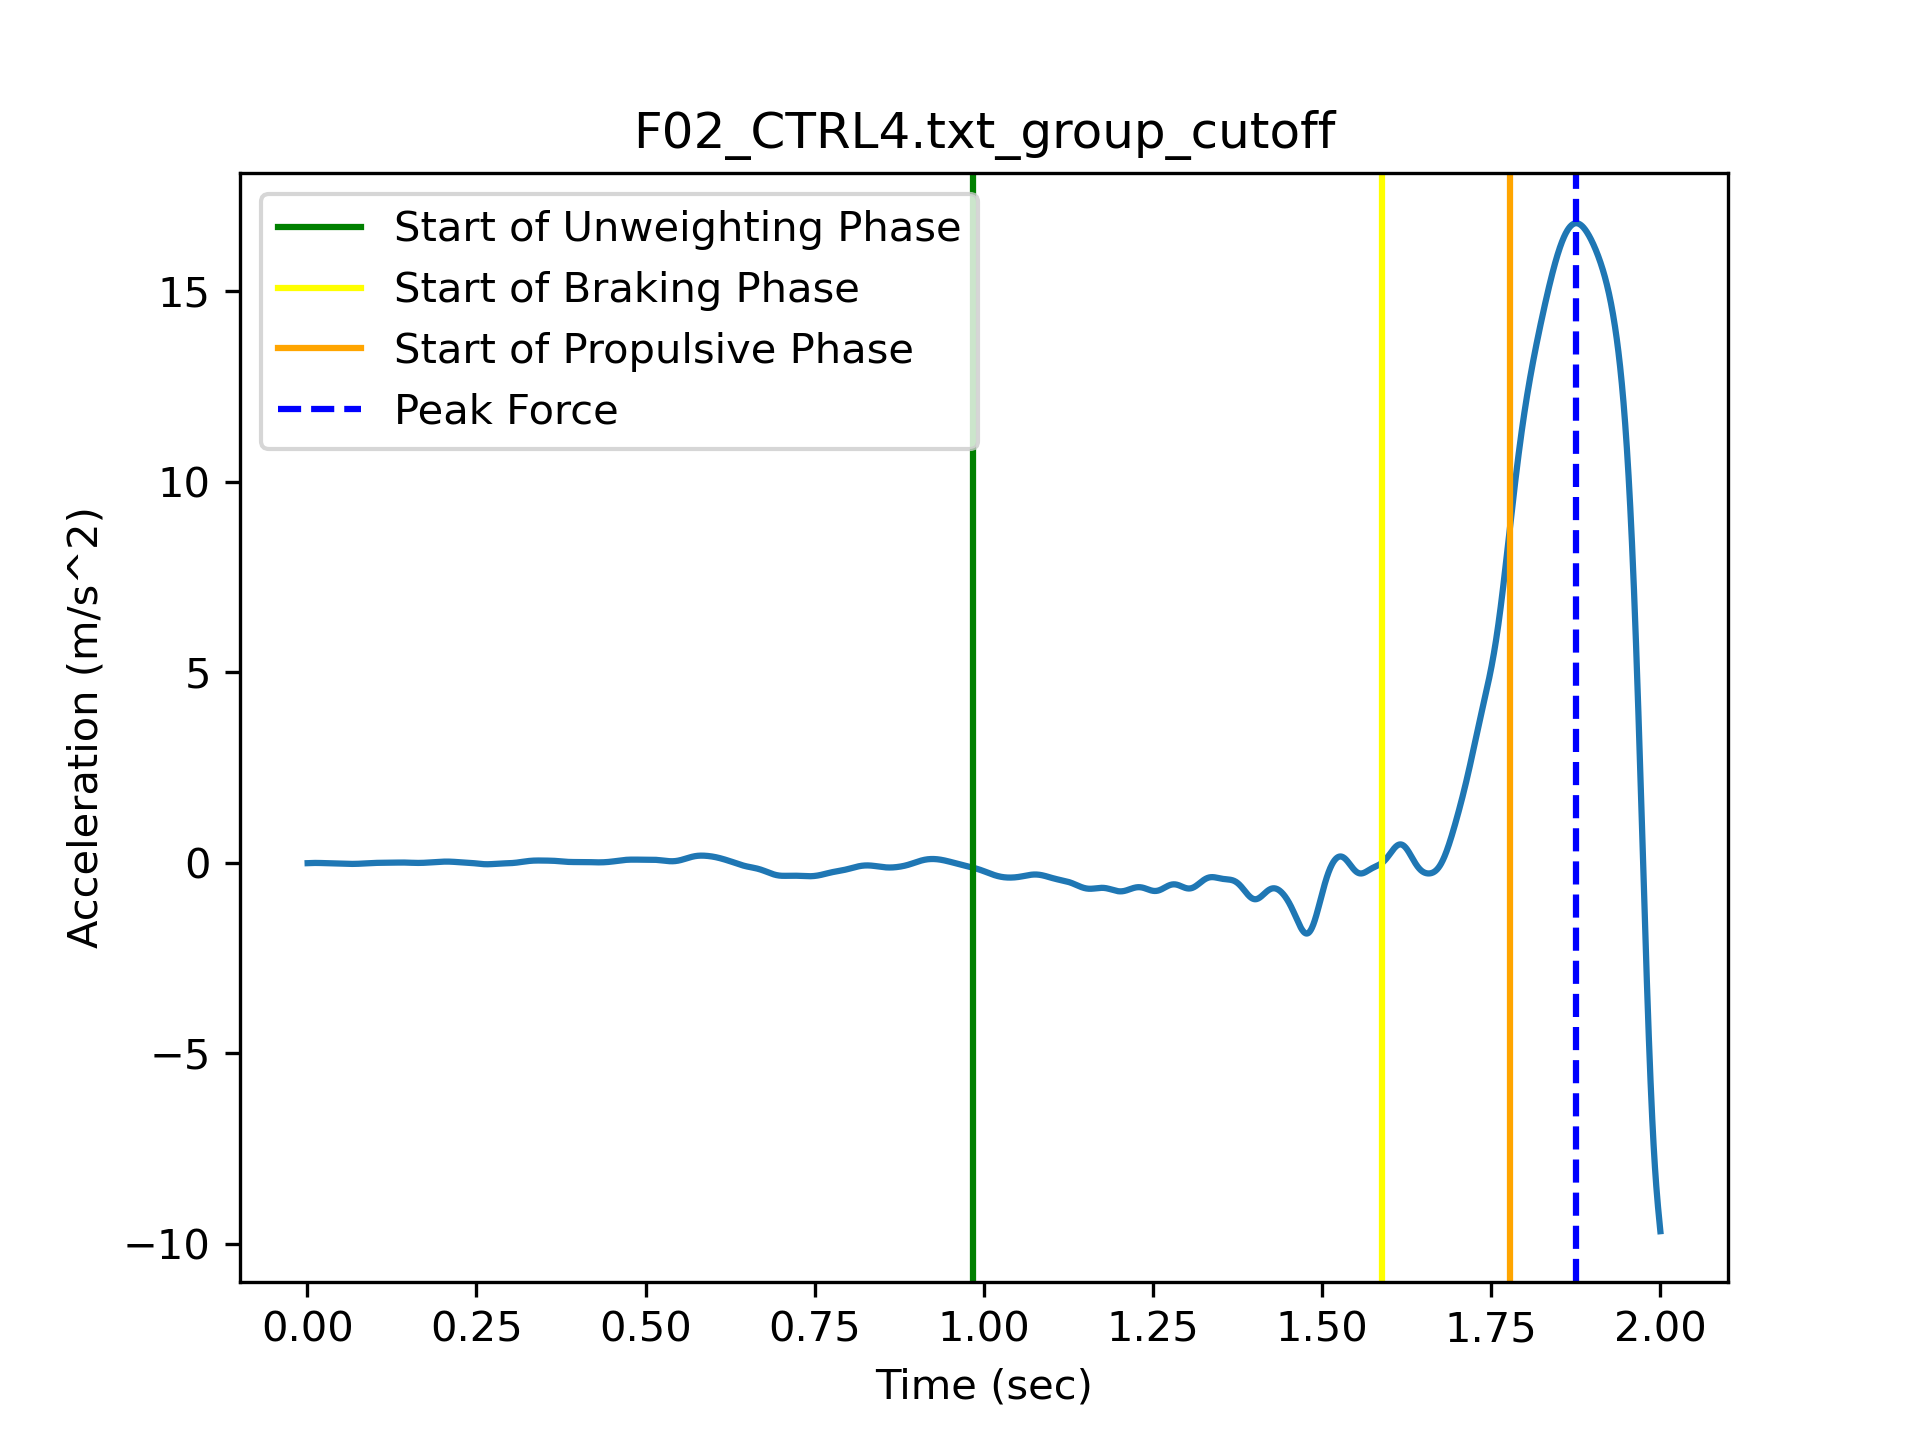 F02_CTRL4.txt_group_cutoff
Start of Unweighting Phase
Start of Braking Phase
Start of Propulsive Phase
Peak Force
15
10
5
0
−5
−10
Acceleration (m/s^2)
0.00 0.25 0.50 0.75 1.00 1.25 1.50 1.75 2.00
Time (sec)